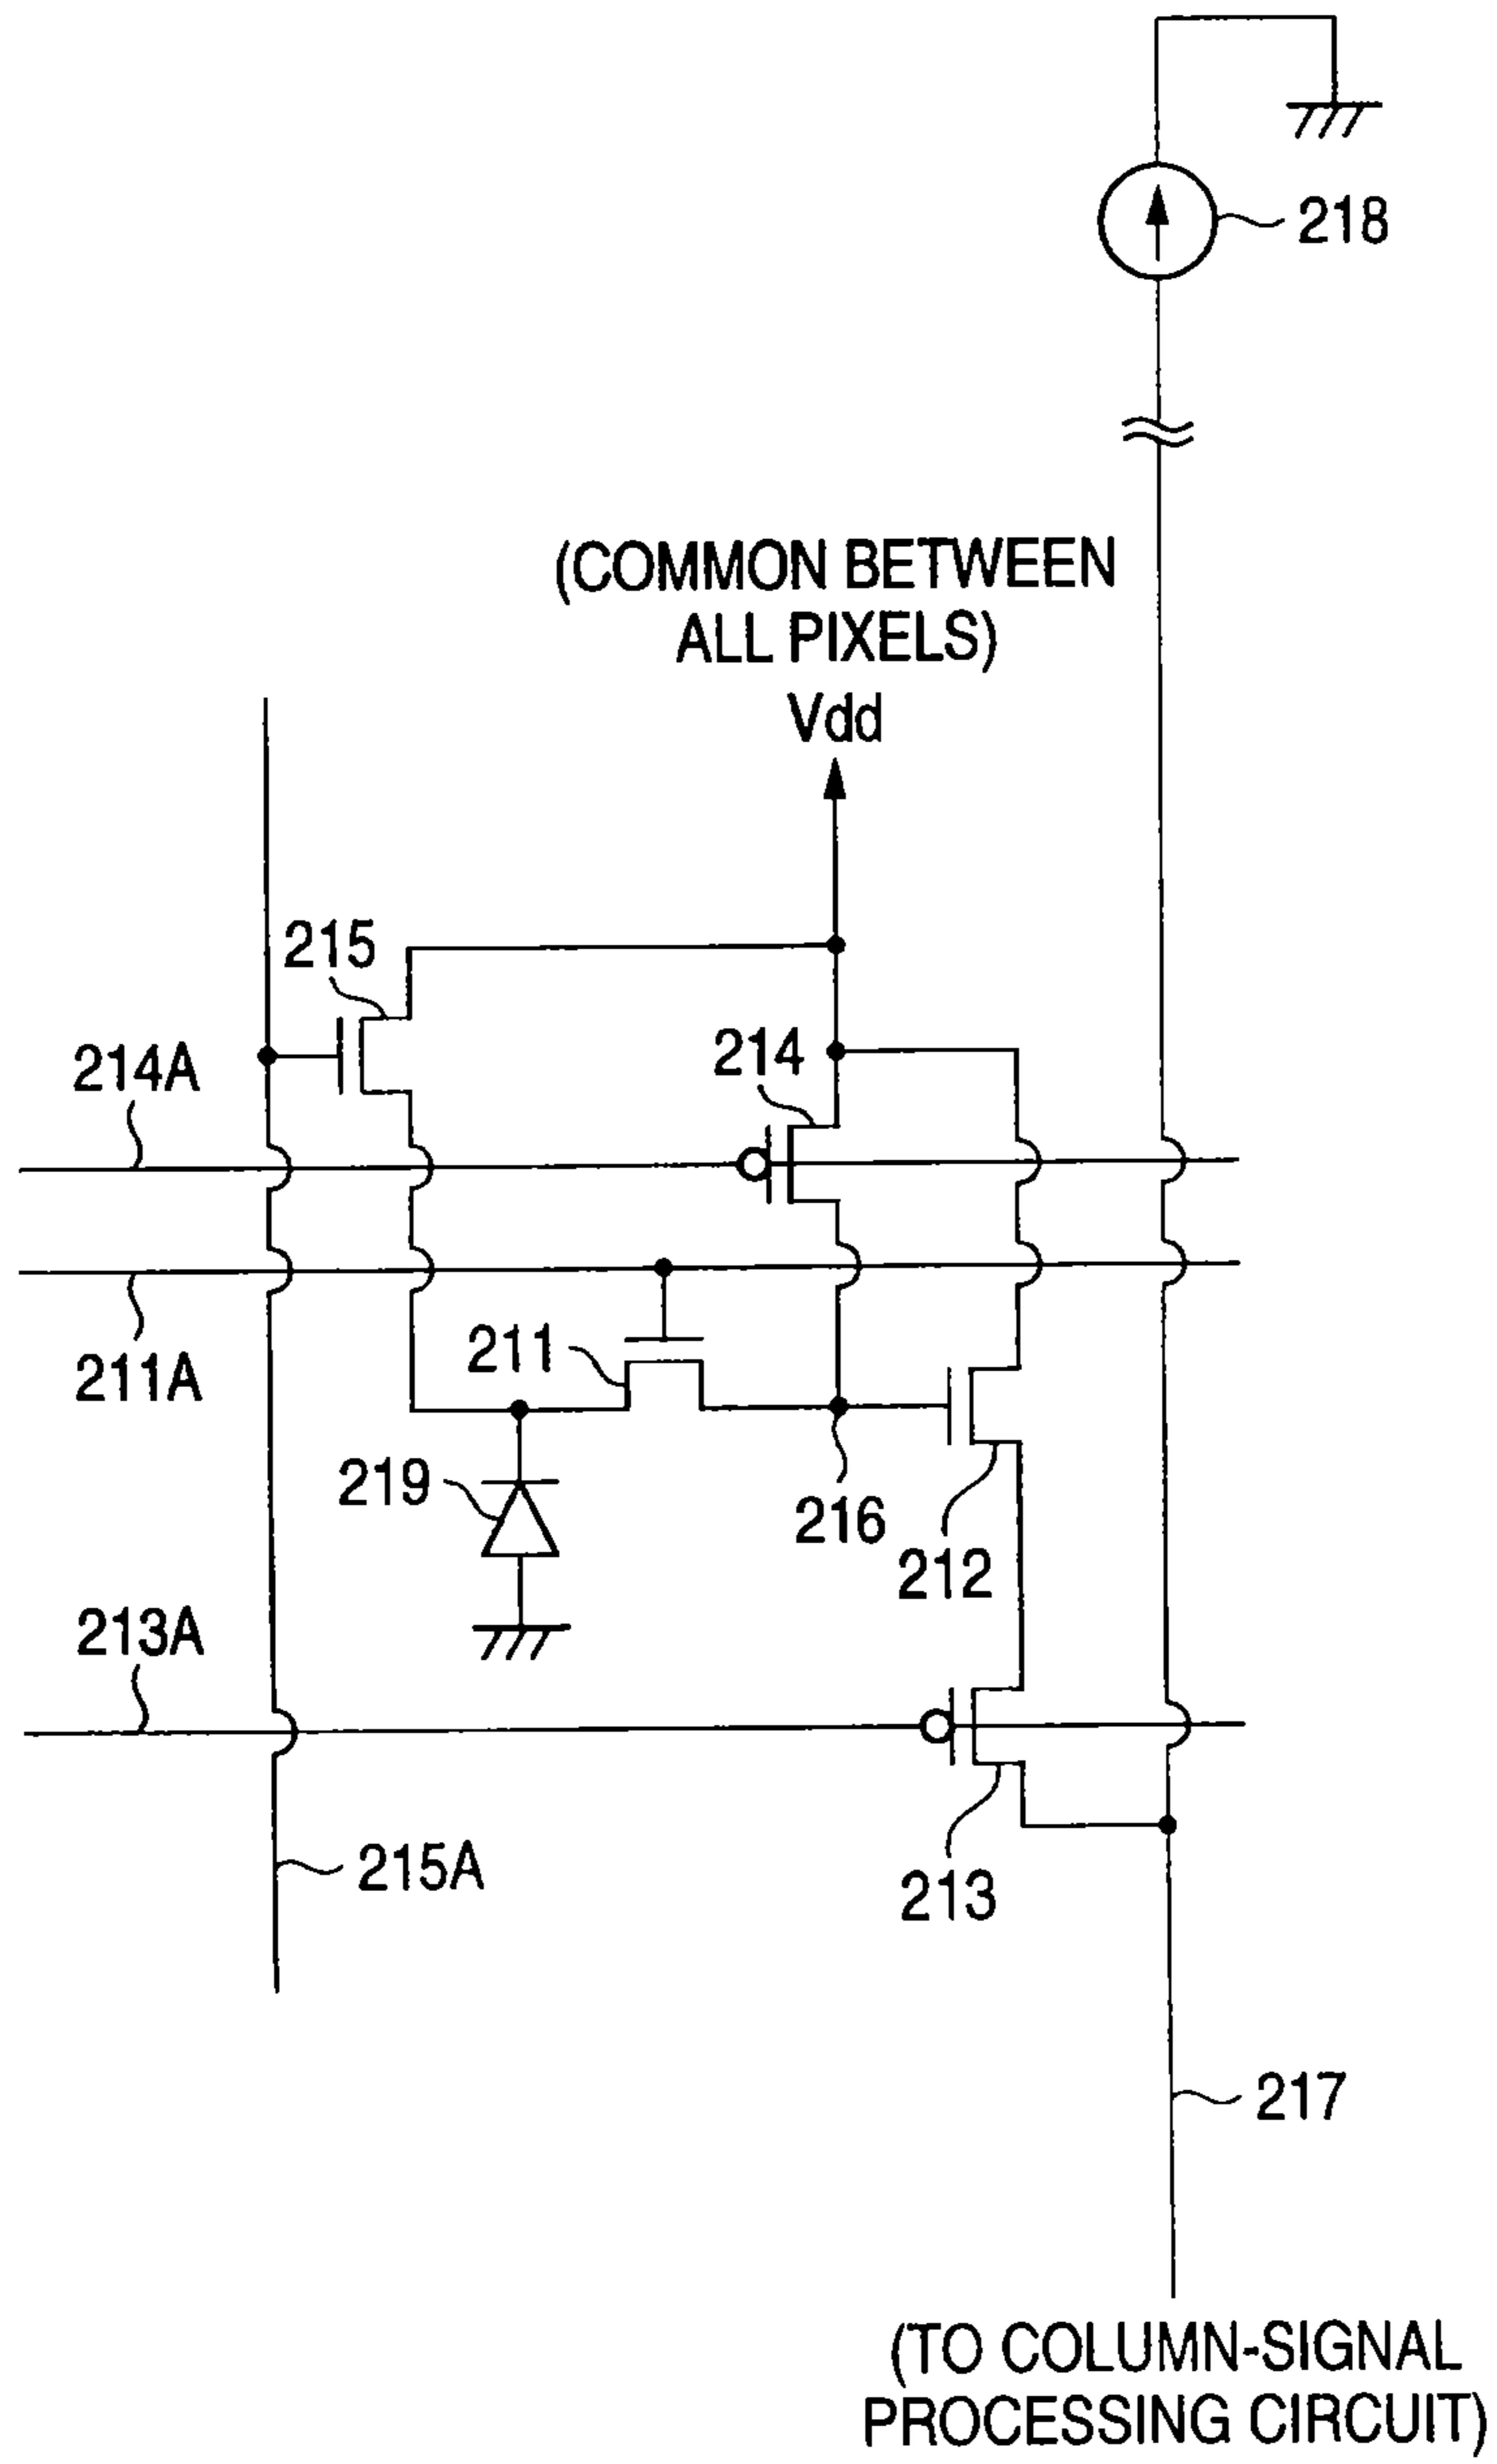 218
(COMMON BETWEEN
ALL PIXELS)
Vdd
215
214
214A
211
211A
219
216
212
213A
215A
213
217
(TO COLUMN-SIGNAL
PROCESSING CIRCUIT)